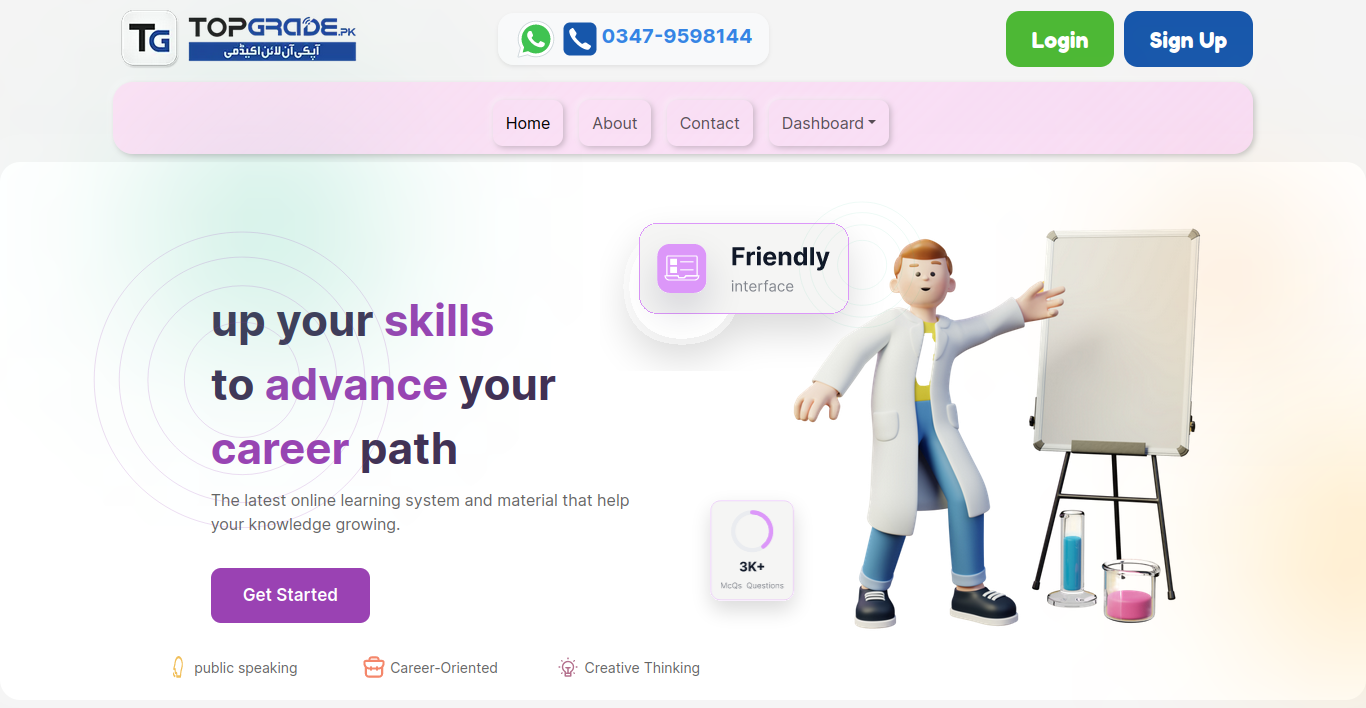 TG TOPGRADE.PK
آپکی آن لائن اکیڈمی
0347-9598144
Login
Sign Up
Home
About
Contact
Dashboard
Friendly
interface
up your skills
to advance your
career path
The latest online learning system and material that help
your knowledge growing.
3K+
McQs Questions
Get Started
public speaking
Career-Oriented
Creative Thinking